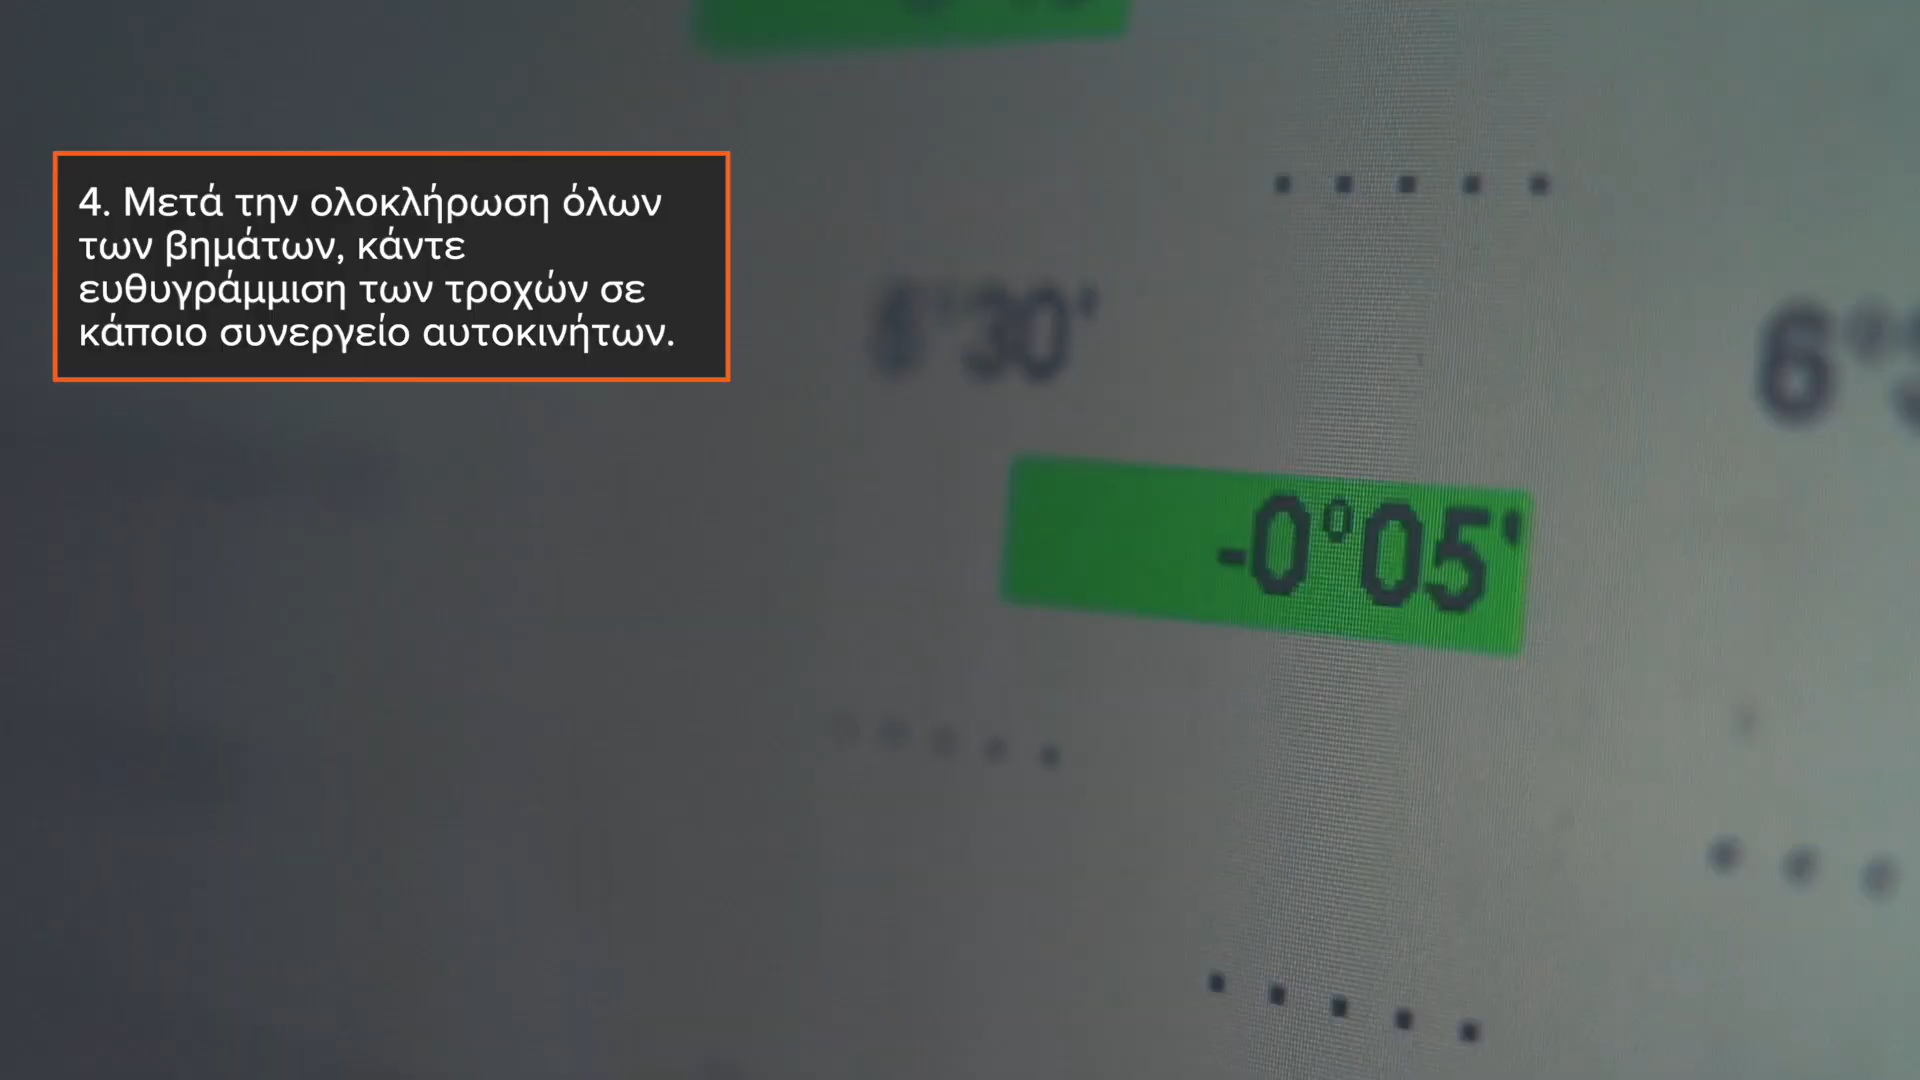 4. Μετά την ολοκλήρωση όλων
των βημάτων, κάντε
ευθυγράμμιση των τροχών σε
κάποιο συνεργείο αυτοκινήτων.
6°30'
-0°05'